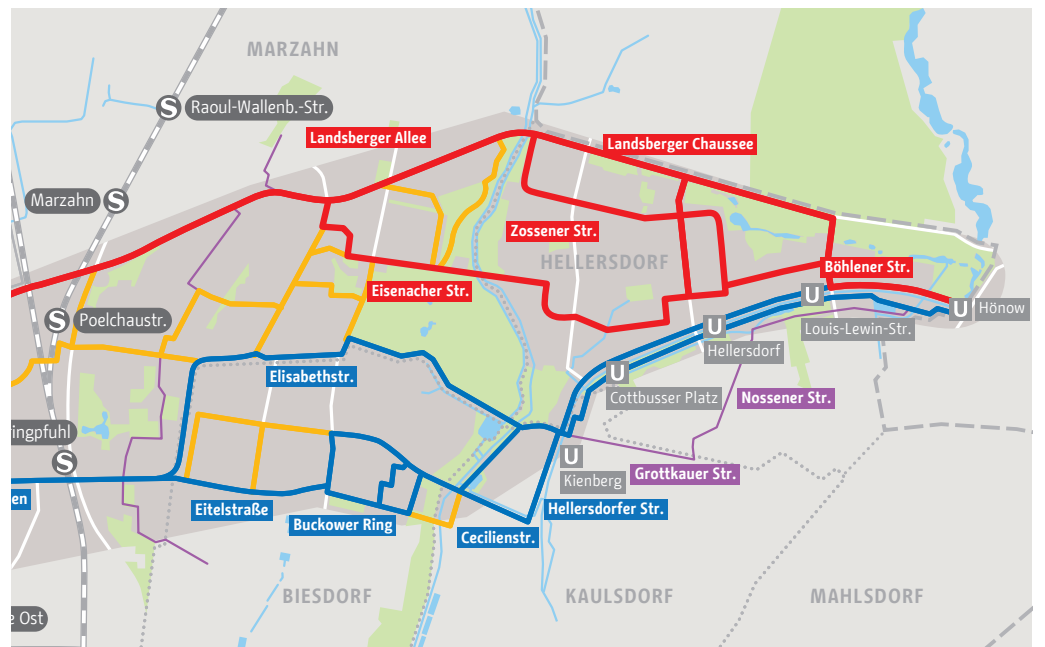 MARZAHN
S Raoul-Wallenb.-Str.
Landsberger Allee
Landsberger Chaussee
Marzahn S
Zossener Str.
HELLERSDORF
Böhlener Str.
Eisenacher Str.
U
U Hönow
S Poelchaustr.
U
Louis-Lewin-Str.
Hellersdorf
Elisabethstr.
U
Cottbusser Platz
Nossener Str.
ringpfuhl
S
U
Kienberg
Grottkauer Str.
en
Eitelstraße
Buckower Ring
Hellersdorfer Str.
Cecilienstr.
BIESDORF
KAULSDORF
MAHLSDORF
e Ost